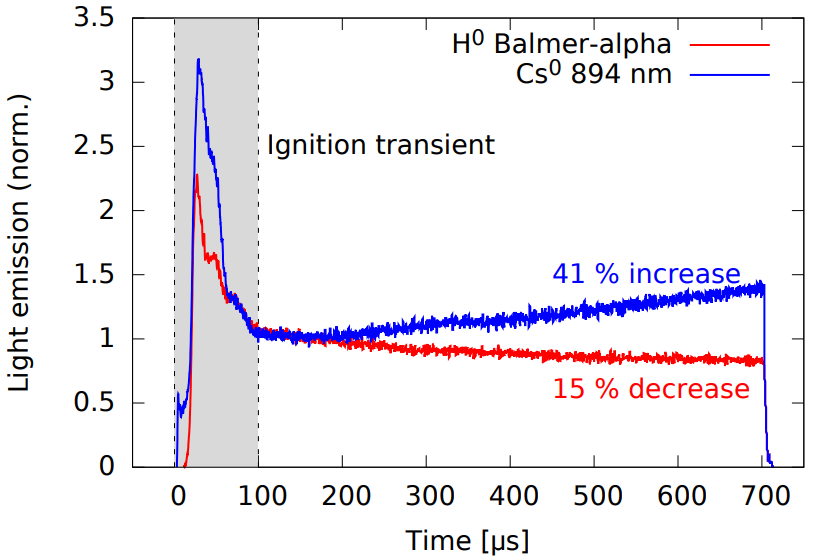 3.5
3
2.5
2
1.5
1
0.5
0
Light emission (norm.)
H⁰ Balmer-alpha
Cs⁰ 894 nm
Ignition transient
41 % increase
15 % decrease
0 100 200 300 400 500 600 700
Time [µs]